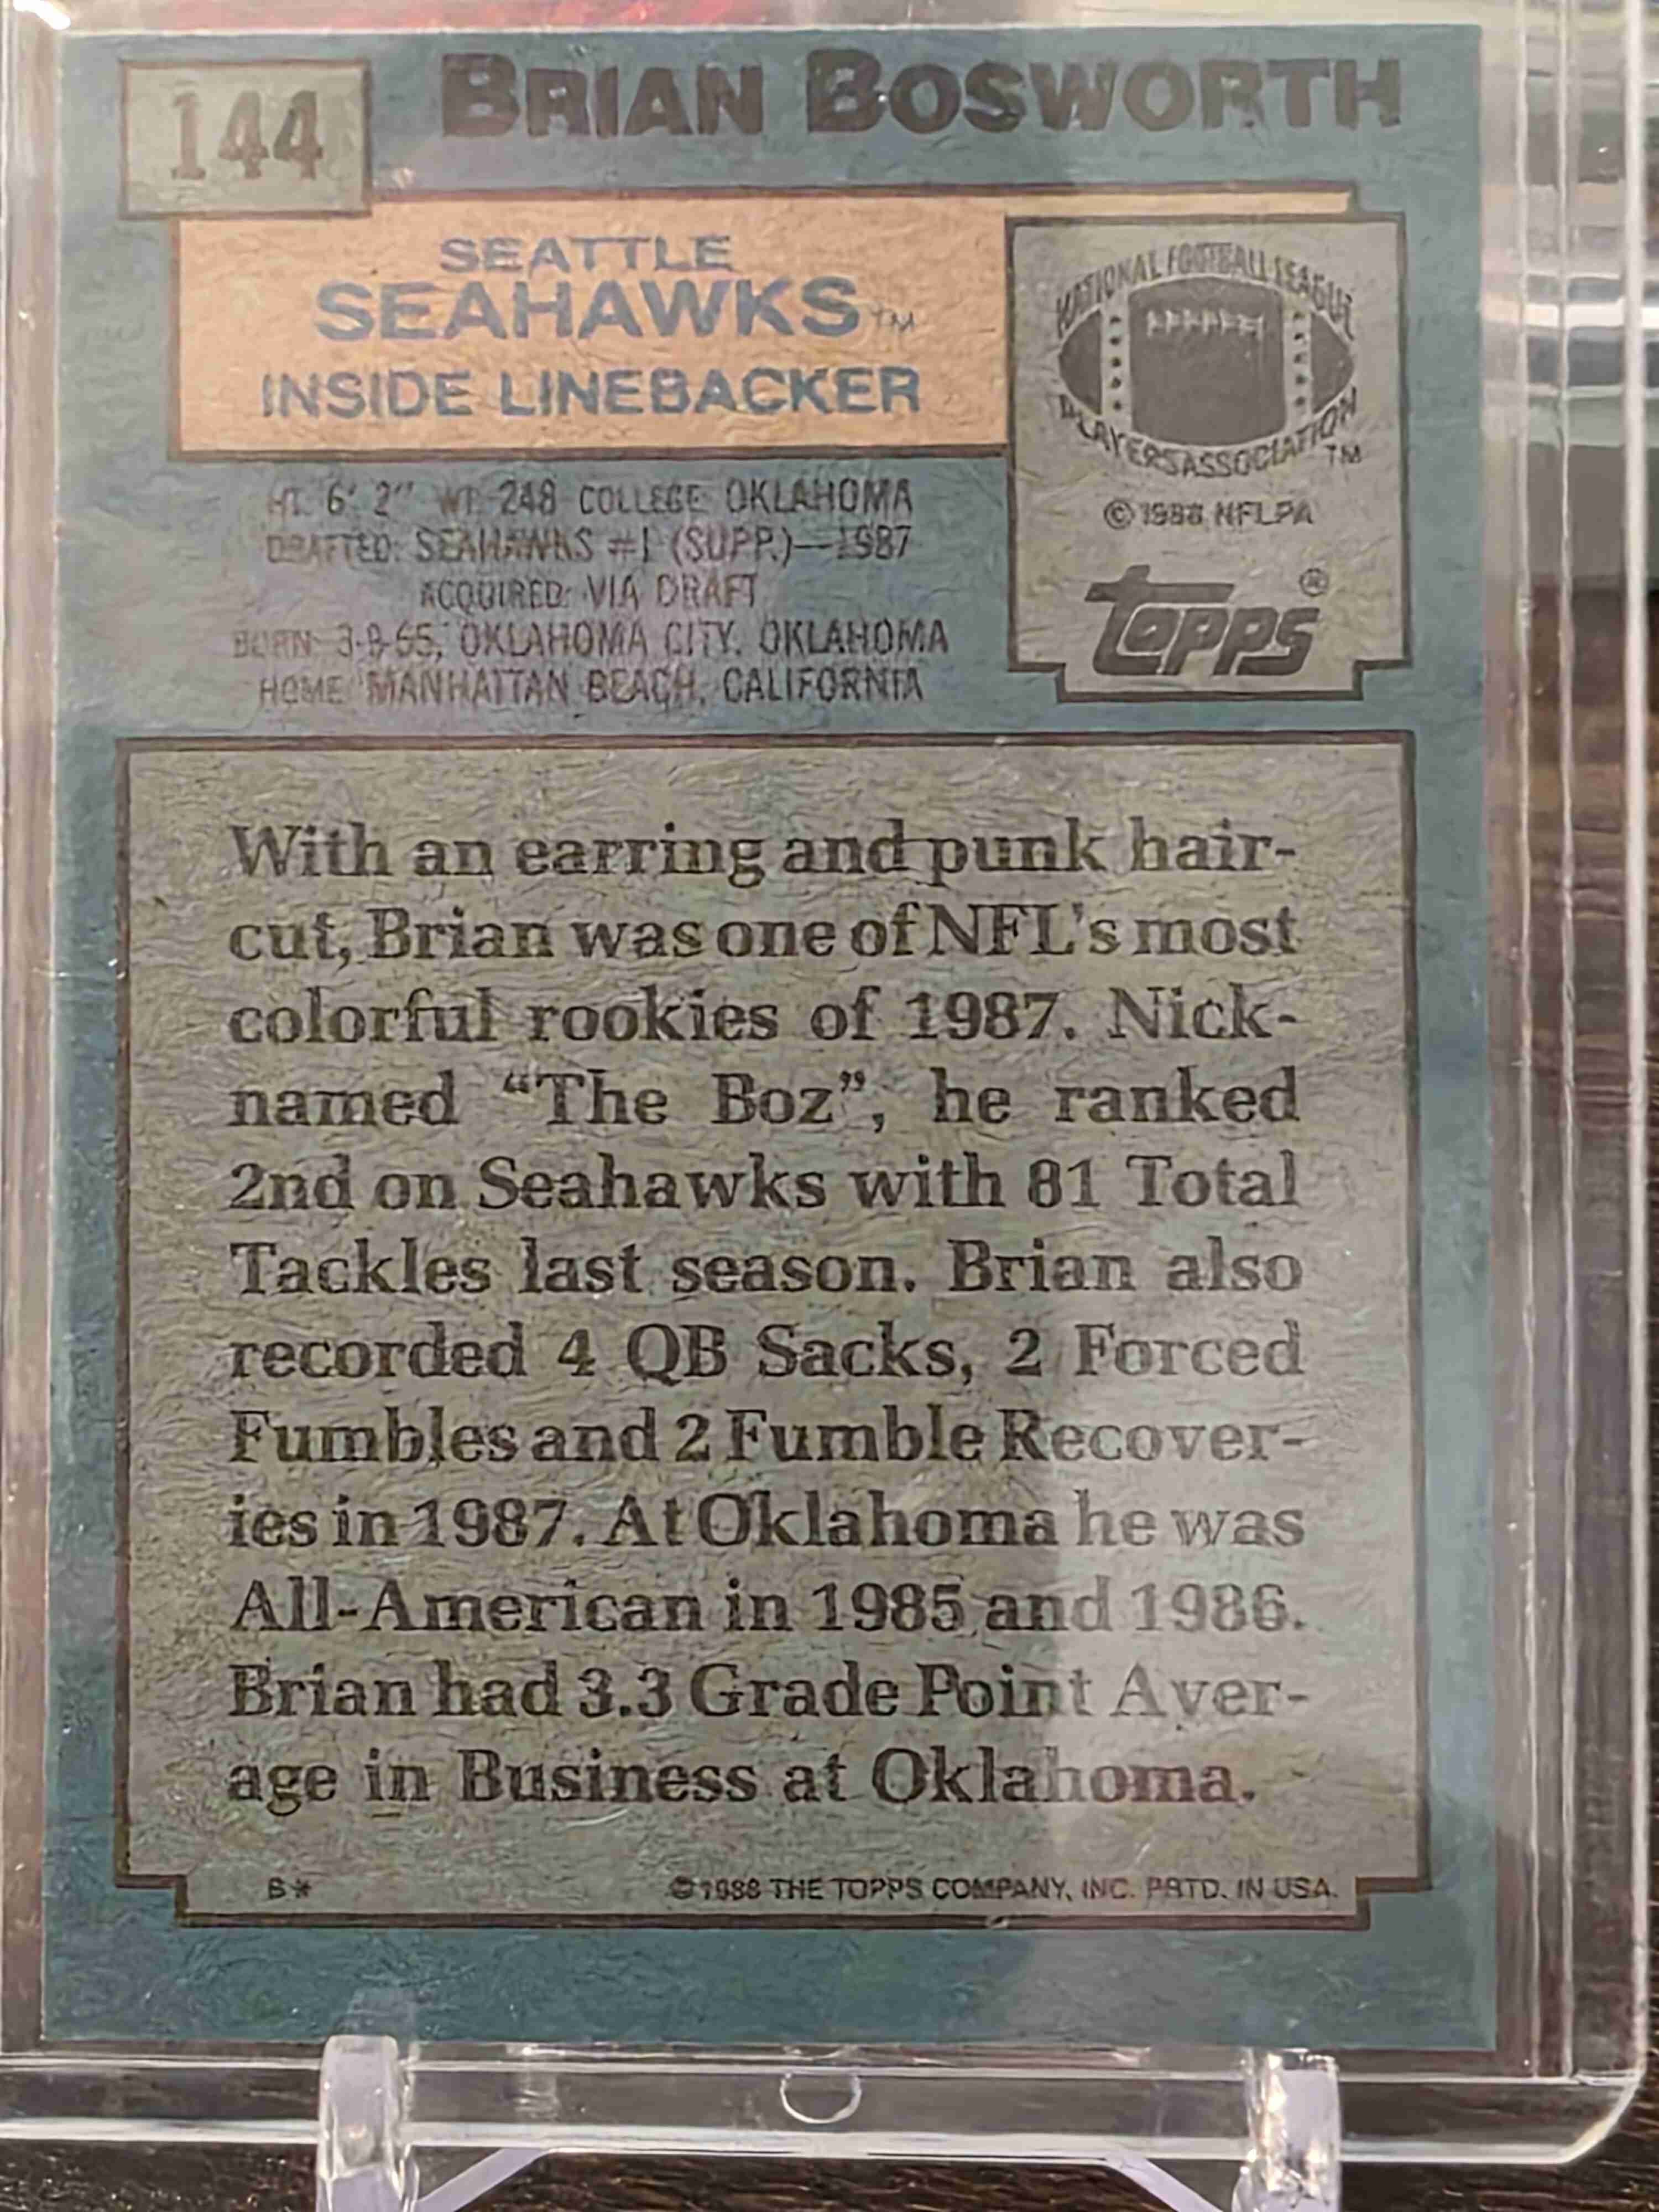 144
BRIAN BOSWORTH
SEATTLE
SEAHAWKS™
INSIDE LINEBACKER
NATIONAL FOOTBALL LEAGUE
PLAYERS ASSOCIATION™
© 1988 NFLPA
TOPPS®
HT. 6' 2" WT. 248 COLLEGE: OKLAHOMA
DRAFTED: SEAHAWKS #1 (SUPP.)—1987
ACQUIRED: VIA DRAFT
BORN: 3-9-65, OKLAHOMA CITY, OKLAHOMA
HOME: MANHATTAN BEACH, CALIFORNIA
With an earring and punk hair-
cut, Brian was one of NFL's most
colorful rookies of 1987. Nick-
named “The Boz”, he ranked
2nd on Seahawks with 81 Total
Tackles last season. Brian also
recorded 4 QB Sacks, 2 Forced
Fumbles and 2 Fumble Recover-
ies in 1987. At Oklahoma he was
All-American in 1985 and 1986.
Brian had 3.3 Grade Point Aver-
age in Business at Oklahoma.
B*
© 1988 THE TOPPS COMPANY, INC. PRTD. IN USA.